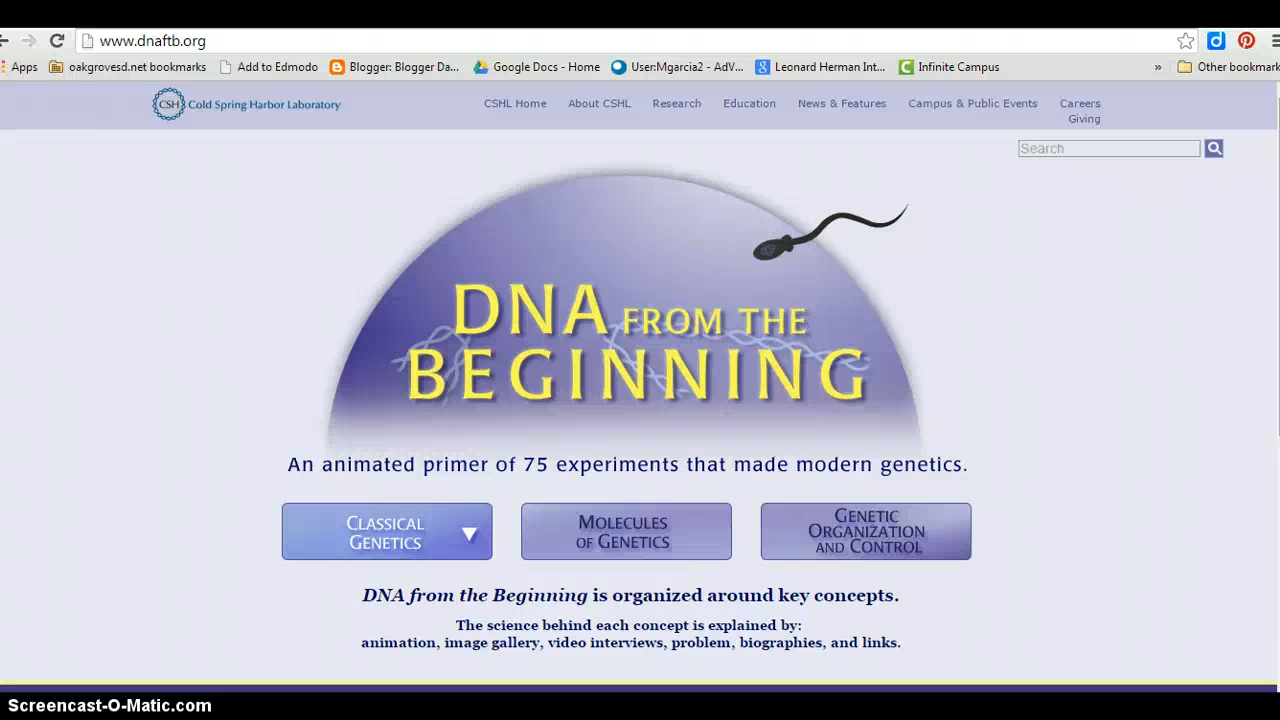 www.dnaftb.org
Apps oakgrovesd.net bookmarks Add to Edmodo Blogger: Blogger Da... Google Docs - Home User:Mgarcia2 - AdV... Leonard Herman Int... Infinite Campus » Other bookmark
CSH Cold Spring Harbor Laboratory
CSHL Home About CSHL Research Education News & Features Campus & Public Events Careers
Giving
Search
DNA FROM THE
BEGINNING
An animated primer of 75 experiments that made modern genetics.
CLASSICAL
GENETICS
MOLECULES
OF GENETICS
GENETIC
ORGANIZATION
AND CONTROL
DNA from the Beginning is organized around key concepts.
The science behind each concept is explained by:
animation, image gallery, video interviews, problem, biographies, and links.
Screencast-O-Matic.com